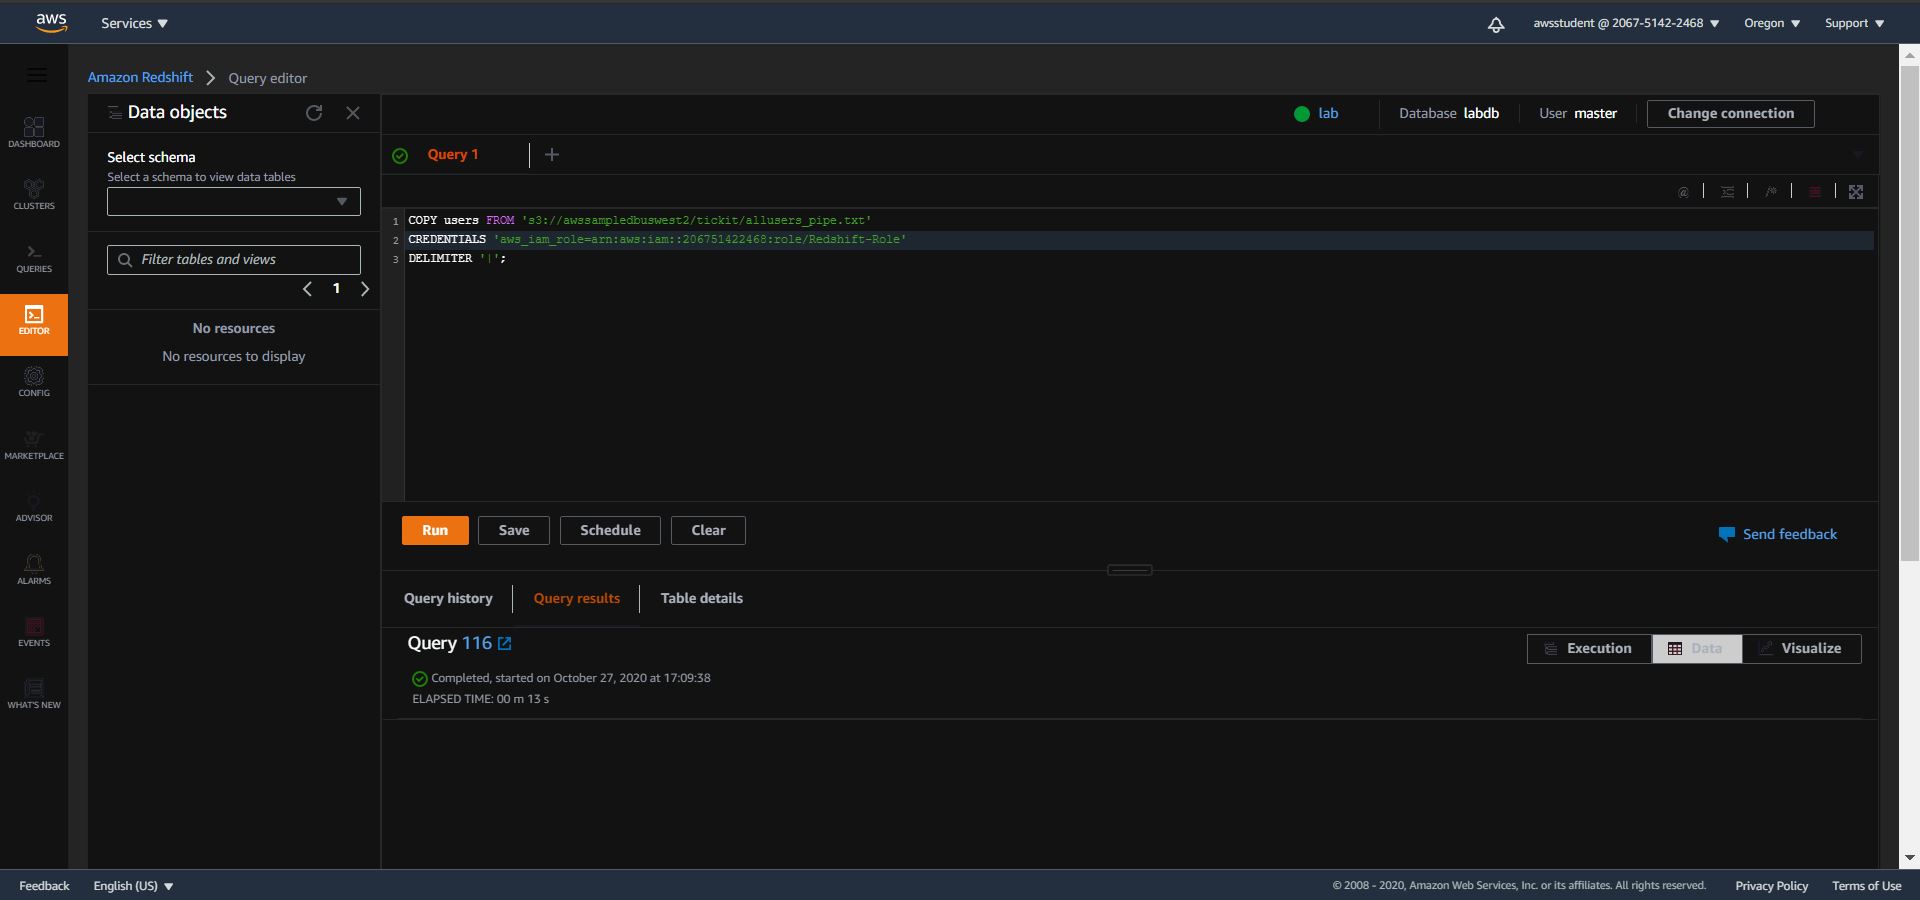 aws
Services
awsstudent @ 2067-5142-2468
Oregon
Support
Amazon Redshift > Query editor
DASHBOARD
CLUSTERS
QUERIES
EDITOR
CONFIG
MARKETPLACE
ADVISOR
ALARMS
EVENTS
WHAT'S NEW
Data objects
Select schema
Select a schema to view data tables
Filter tables and views
1
No resources
No resources to display
lab
Database labdb
User master
Change connection
Query 1
@
1 COPY users FROM 's3://awssampledbuswest2/tickit/allusers_pipe.txt'
2 CREDENTIALS 'aws_iam_role=arn:aws:iam::206751422468:role/Redshift-Role'
3 DELIMITER '|';
Run
Save
Schedule
Clear
Send feedback
Query history
Query results
Table details
Query 116
Execution
Data
Visualize
Completed, started on October 27, 2020 at 17:09:38
ELAPSED TIME: 00 m 13 s
Feedback
English (US)
© 2008 - 2020, Amazon Web Services, Inc. or its affiliates. All rights reserved.
Privacy Policy
Terms of Use